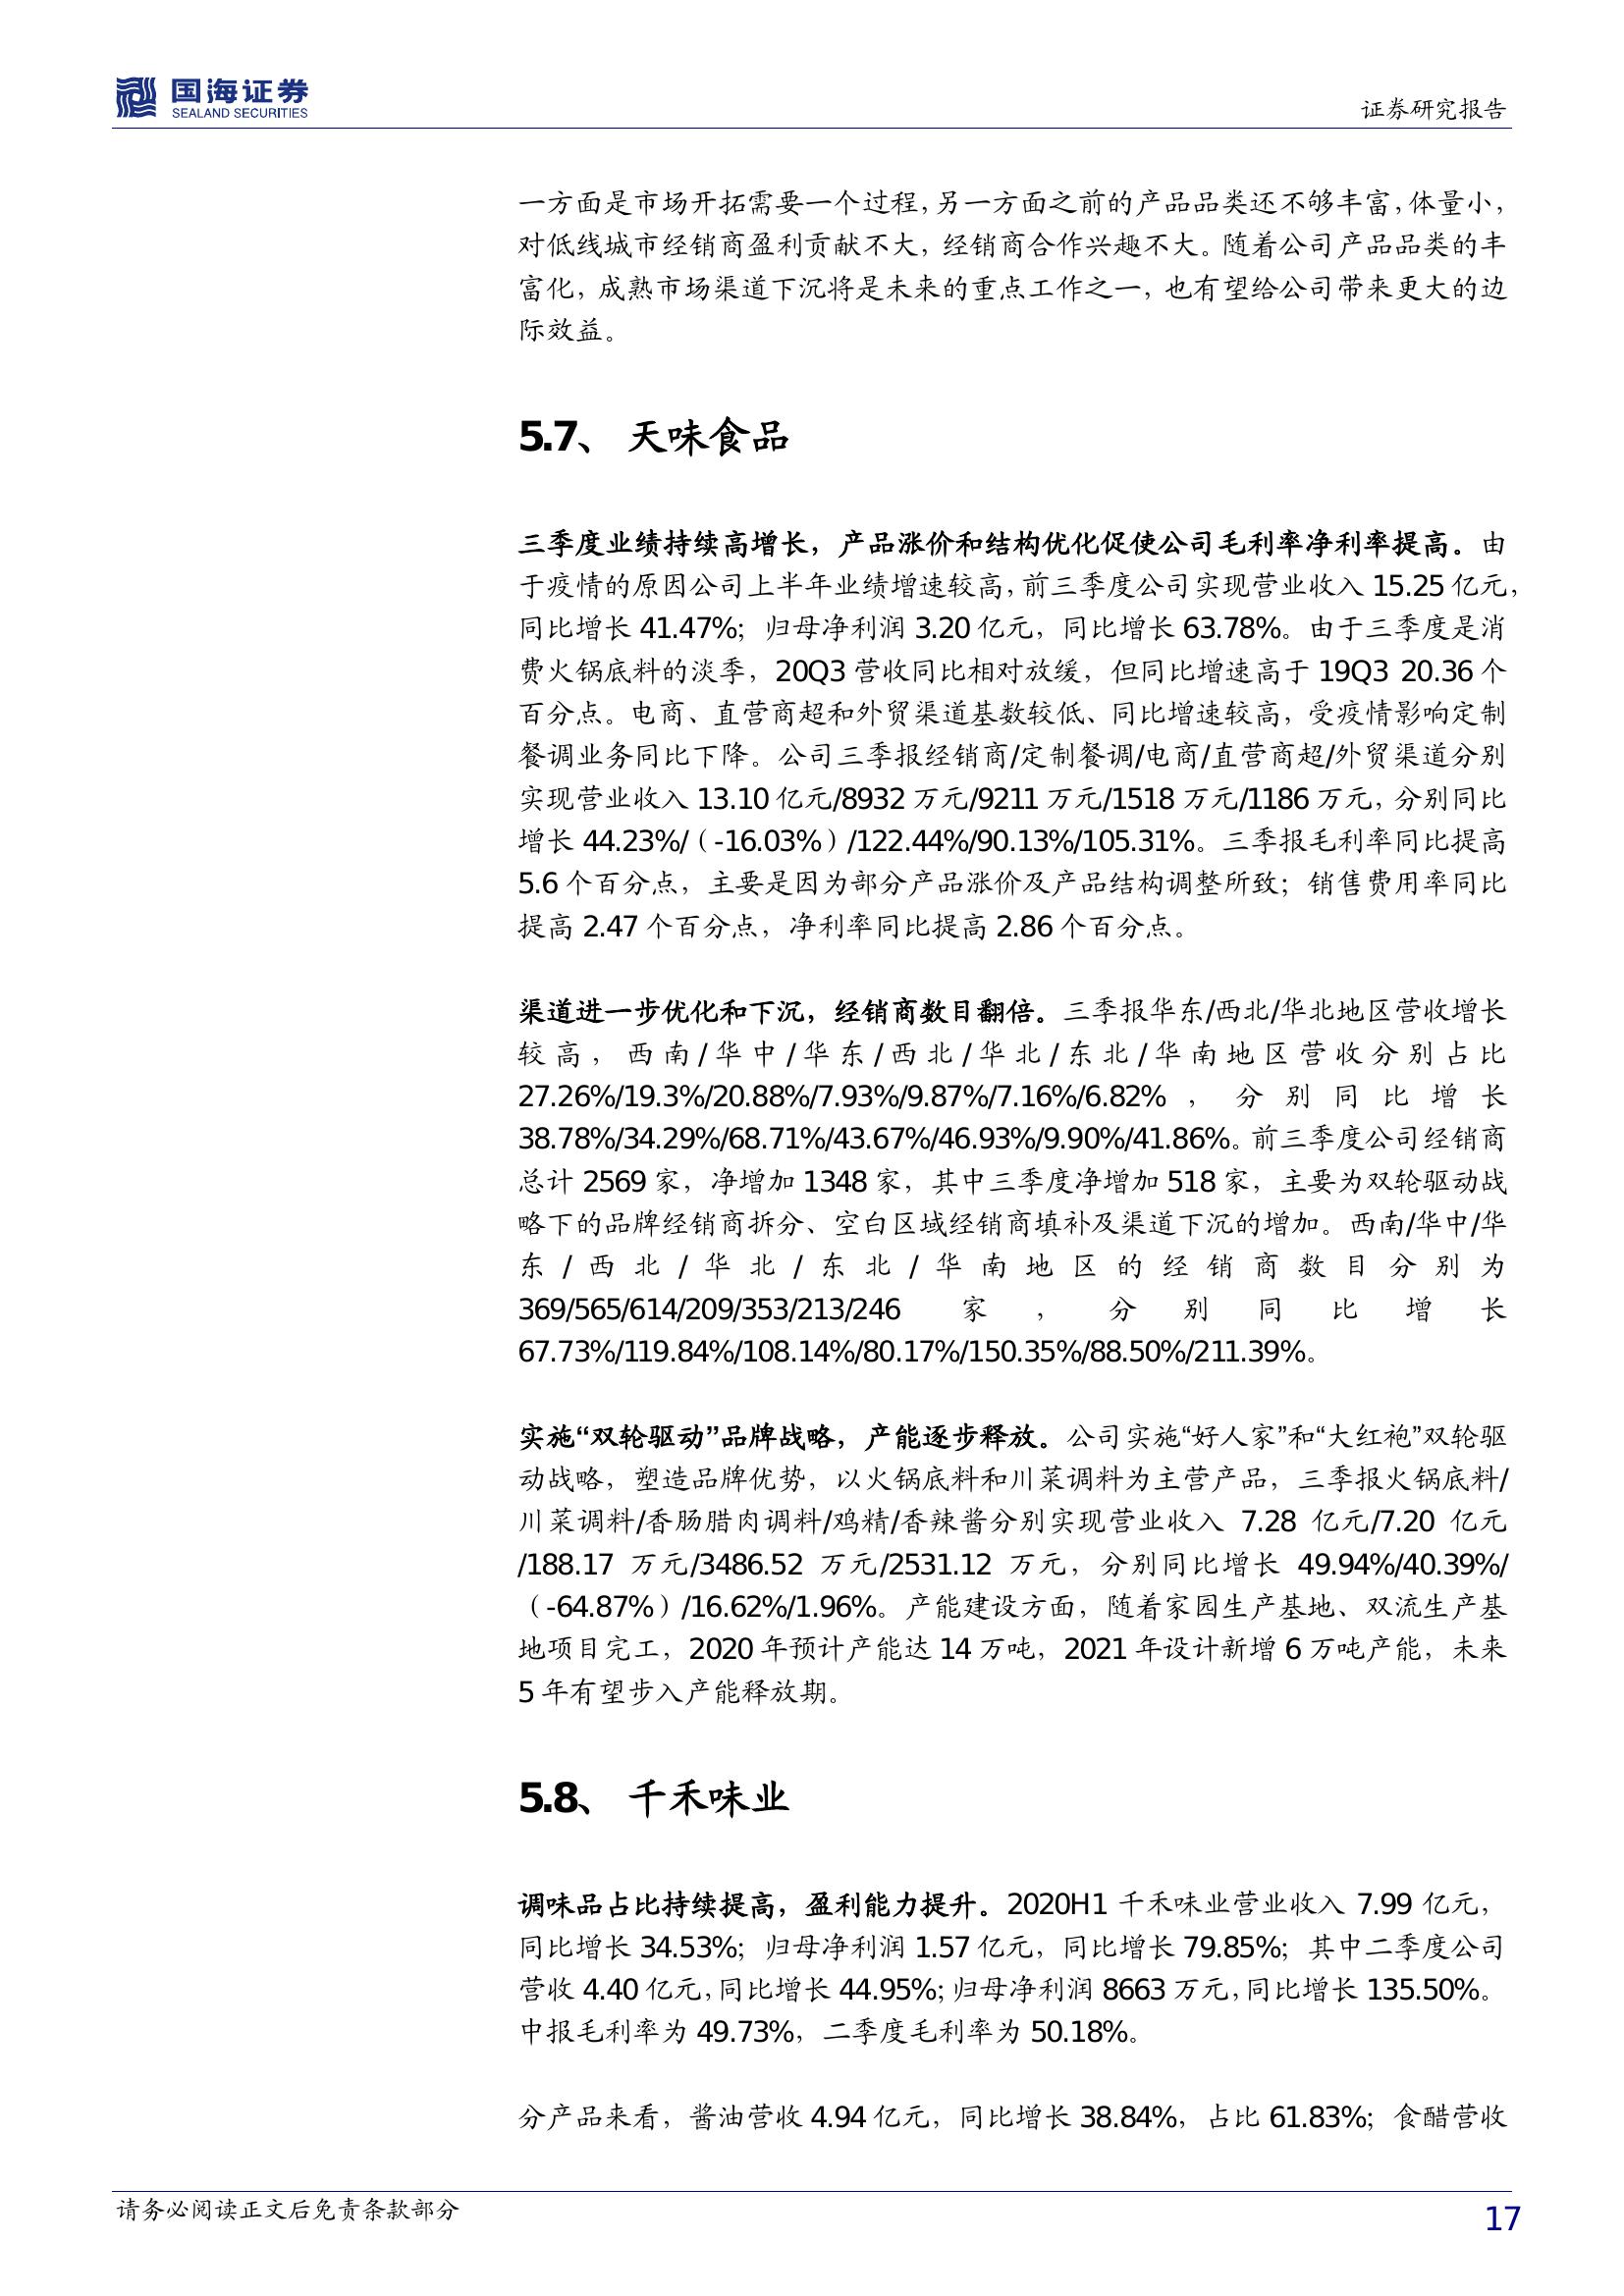 国海证券
SEALAND SECURITIES
证券研究报告
一方面是市场开拓需要一个过程，另一方面之前的产品品类还不够丰富，体量小，
对低线城市经销商盈利贡献不大，经销商合作兴趣不大。随着公司产品品类的丰
富化，成熟市场渠道下沉将是未来的重点工作之一，也有望给公司带来更大的边
际效益。
5.7、 天味食品
三季度业绩持续高增长，产品涨价和结构优化促使公司毛利率净利率提高。由
于疫情的原因公司上半年业绩增速较高，前三季度公司实现营业收入 15.25 亿元，
同比增长 41.47%；归母净利润 3.20 亿元，同比增长 63.78%。由于三季度是消
费火锅底料的淡季，20Q3 营收同比相对放缓，但同比增速高于 19Q3 20.36 个
百分点。电商、直营商超和外贸渠道基数较低、同比增速较高，受疫情影响定制
餐调业务同比下降。公司三季报经销商/定制餐调/电商/直营商超/外贸渠道分别
实现营业收入 13.10 亿元/8932 万元/9211 万元/1518 万元/1186 万元，分别同比
增长 44.23%/（-16.03%）/122.44%/90.13%/105.31%。三季报毛利率同比提高
5.6 个百分点，主要是因为部分产品涨价及产品结构调整所致；销售费用率同比
提高 2.47 个百分点，净利率同比提高 2.86 个百分点。
渠道进一步优化和下沉，经销商数目翻倍。三季报华东/西北/华北地区营收增长
较高，西南/华中/华东/西北/华北/东北/华南地区营收分别占比
27.26%/19.3%/20.88%/7.93%/9.87%/7.16%/6.82%，分别同比增长
38.78%/34.29%/68.71%/43.67%/46.93%/9.90%/41.86%。前三季度公司经销商
总计 2569 家，净增加 1348 家，其中三季度净增加 518 家，主要为双轮驱动战
略下的品牌经销商拆分、空白区域经销商填补及渠道下沉的增加。西南/华中/华
东/西北/华北/东北/华南地区的经销商数目分别为
369/565/614/209/353/213/246 家，分别同比增长
67.73%/119.84%/108.14%/80.17%/150.35%/88.50%/211.39%。
实施“双轮驱动”品牌战略，产能逐步释放。公司实施“好人家”和“大红袍”双轮驱
动战略，塑造品牌优势，以火锅底料和川菜调料为主营产品，三季报火锅底料/
川菜调料/香肠腊肉调料/鸡精/香辣酱分别实现营业收入 7.28 亿元/7.20 亿元
/188.17 万元/3486.52 万元/2531.12 万元，分别同比增长 49.94%/40.39%/
（-64.87%）/16.62%/1.96%。产能建设方面，随着家园生产基地、双流生产基
地项目完工，2020 年预计产能达 14 万吨，2021 年设计新增 6 万吨产能，未来
5 年有望步入产能释放期。
5.8、 千禾味业
调味品占比持续提高，盈利能力提升。2020H1 千禾味业营业收入 7.99 亿元，
同比增长 34.53%；归母净利润 1.57 亿元，同比增长 79.85%；其中二季度公司
营收 4.40 亿元，同比增长 44.95%；归母净利润 8663 万元，同比增长 135.50%。
中报毛利率为 49.73%，二季度毛利率为 50.18%。
分产品来看，酱油营收 4.94 亿元，同比增长 38.84%，占比 61.83%；食醋营收
请务必阅读正文后免责条款部分
17